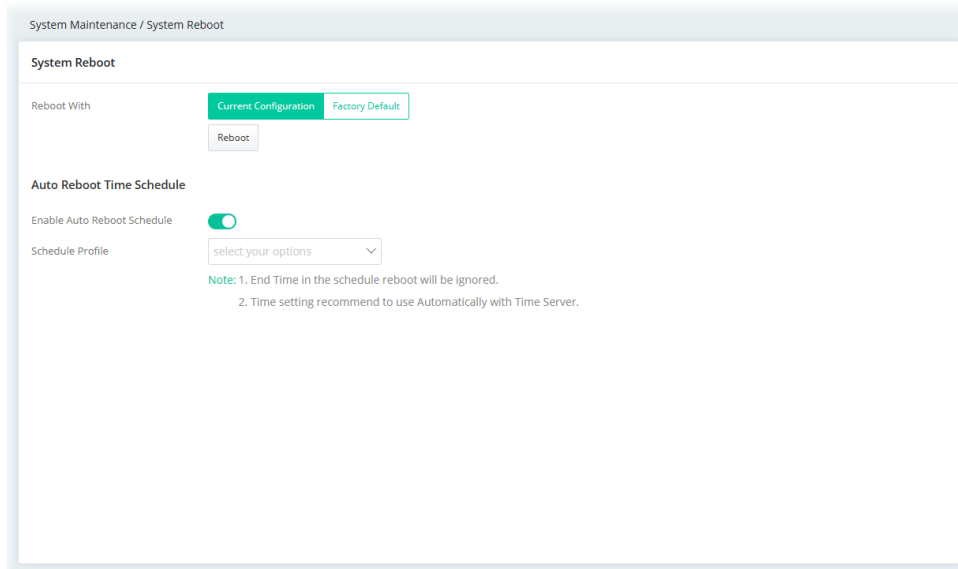 System Maintenance / System Reboot
System Reboot
Reboot With
Current Configuration Factory Default
Reboot
Auto Reboot Time Schedule
Enable Auto Reboot Schedule
Schedule Profile
select your options
Note: 1. End Time in the schedule reboot will be ignored.
2. Time setting recommend to use Automatically with Time Server.